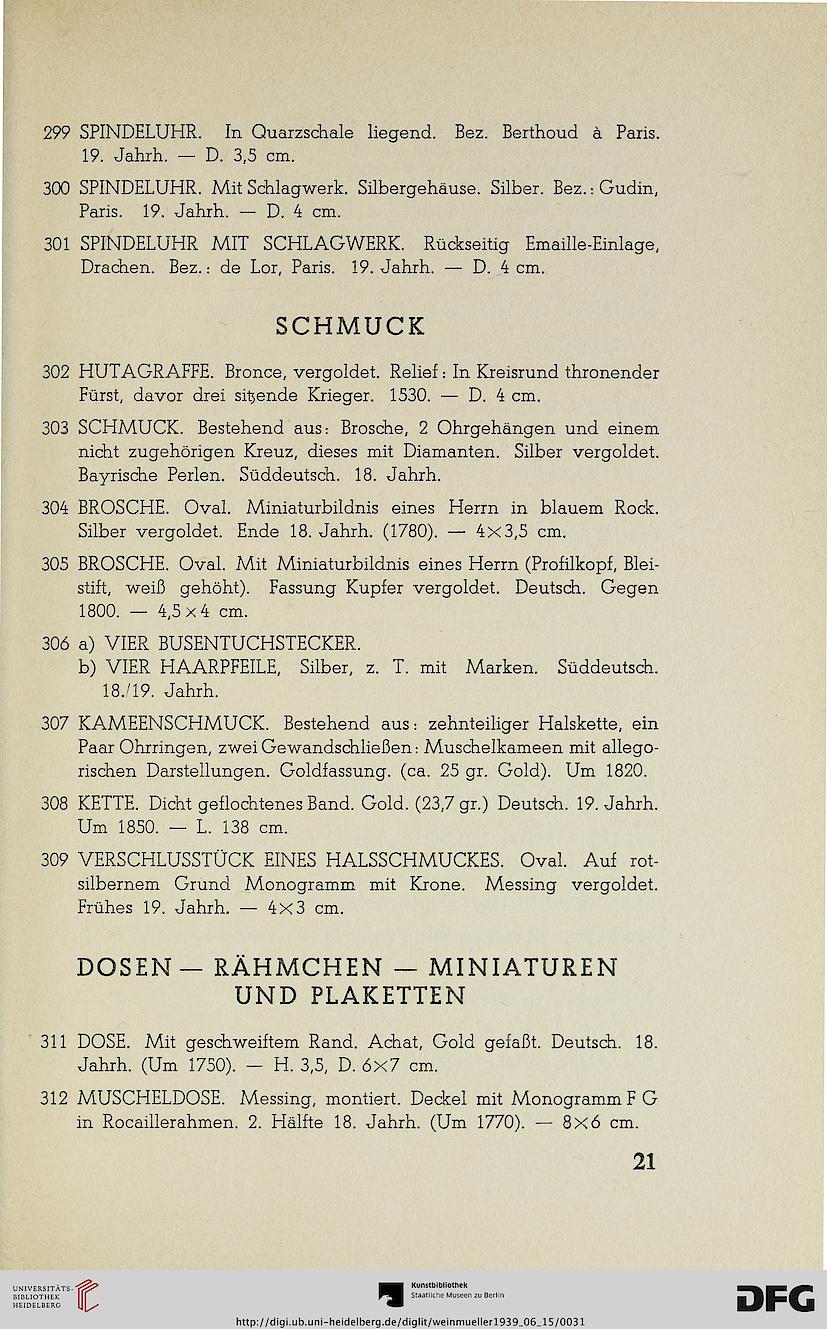 299 SPINDELUHR. In Quarzschale liegend. Bez. Berthoud à Paris.
19. Jahrh. — D. 3,5 cm.
300 SPINDELUHR. Mit Schlagwerk. Silbergehäuse. Silber. Bez.: Gudin,
Paris. 19. Jahrh. — D. 4 cm.
301 SPINDELUHR MIT SCHLAGWERK. Rückseitig Emaille-Einlage,
Drachen. Bez.: de Lor, Paris. 19. Jahrh. — D. 4 cm.
SCHMUCK
302 HUTAGRAFFE. Bronce, vergoldet. Relief: In Kreisrund thronender
Fürst, davor drei sitzende Krieger. 1530. — D. 4 cm.
303 SCHMUCK. Bestehend aus: Brosche, 2 Ohrgehängen und einem
nicht zugehörigen Kreuz, dieses mit Diamanten. Silber vergoldet.
Bayrische Perlen. Süddeutsch. 18. Jahrh.
304 BROSCHE. Oval. Miniaturbildnis eines Herrn in blauem Rock.
Silber vergoldet. Ende 18. Jahrh. (1780). — 4×3,5 cm.
305 BROSCHE. Oval. Mit Miniaturbildnis eines Herrn (Profilkopf, Blei-
stift, weiß gehöht). Fassung Kupfer vergoldet. Deutsch. Gegen
1800. — 4,5×4 cm.
306 a) VIER BUSENTUCHSTECKER.
b) VIER HAARPFEILE, Silber, z. T. mit Marken. Süddeutsch.
18./19. Jahrh.
307 KAMEENSCHMUCK. Bestehend aus: zehnteiliger Halskette, ein
Paar Ohrringen, zwei Gewandschließen: Muschelkameen mit allego-
rischen Darstellungen. Goldfassung. (ca. 25 gr. Gold). Um 1820.
308 KETTE. Dicht geflochtenes Band. Gold. (23,7 gr.) Deutsch. 19. Jahrh.
Um 1850. — L. 138 cm.
309 VERSCHLUSSTÜCK EINES HALSSCHMUCKES. Oval. Auf rot-
silbernem Grund Monogramm mit Krone. Messing vergoldet.
Frühes 19. Jahrh. — 4×3 cm.
DOSEN — RÄHMCHEN — MINIATUREN
UND PLAKETTEN
311 DOSE. Mit geschweiftem Rand. Achat, Gold gefaßt. Deutsch. 18.
Jahrh. (Um 1750). — H. 3,5, D. 6×7 cm.
312 MUSCHELDOSE. Messing, montiert. Deckel mit Monogramm F G
in Rocaillerahmen. 2. Hälfte 18. Jahrh. (Um 1770). — 8×6 cm.
21
UNIVERSITÄTS-
BIBLIOTHEK
HEIDELBERG
Kunstbibliothek
Staatliche Museen zu Berlin
DFG
http://digi.ub.uni-heidelberg.de/diglit/weinmueller1939_06_15/0031